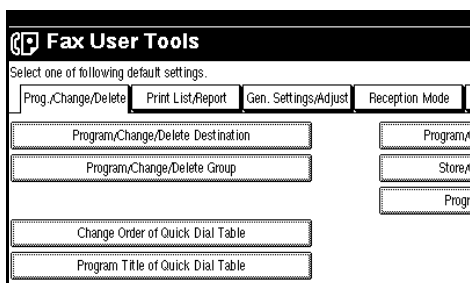 Fax User Tools
Select one of following default settings.
Prog./Change/Delete Print List/Report Gen. Settings/Adjust Reception Mode
Program/Change/Delete Destination Program/
Program/Change/Delete Group Store/
Change Order of Quick Dial Table
Program Title of Quick Dial Table